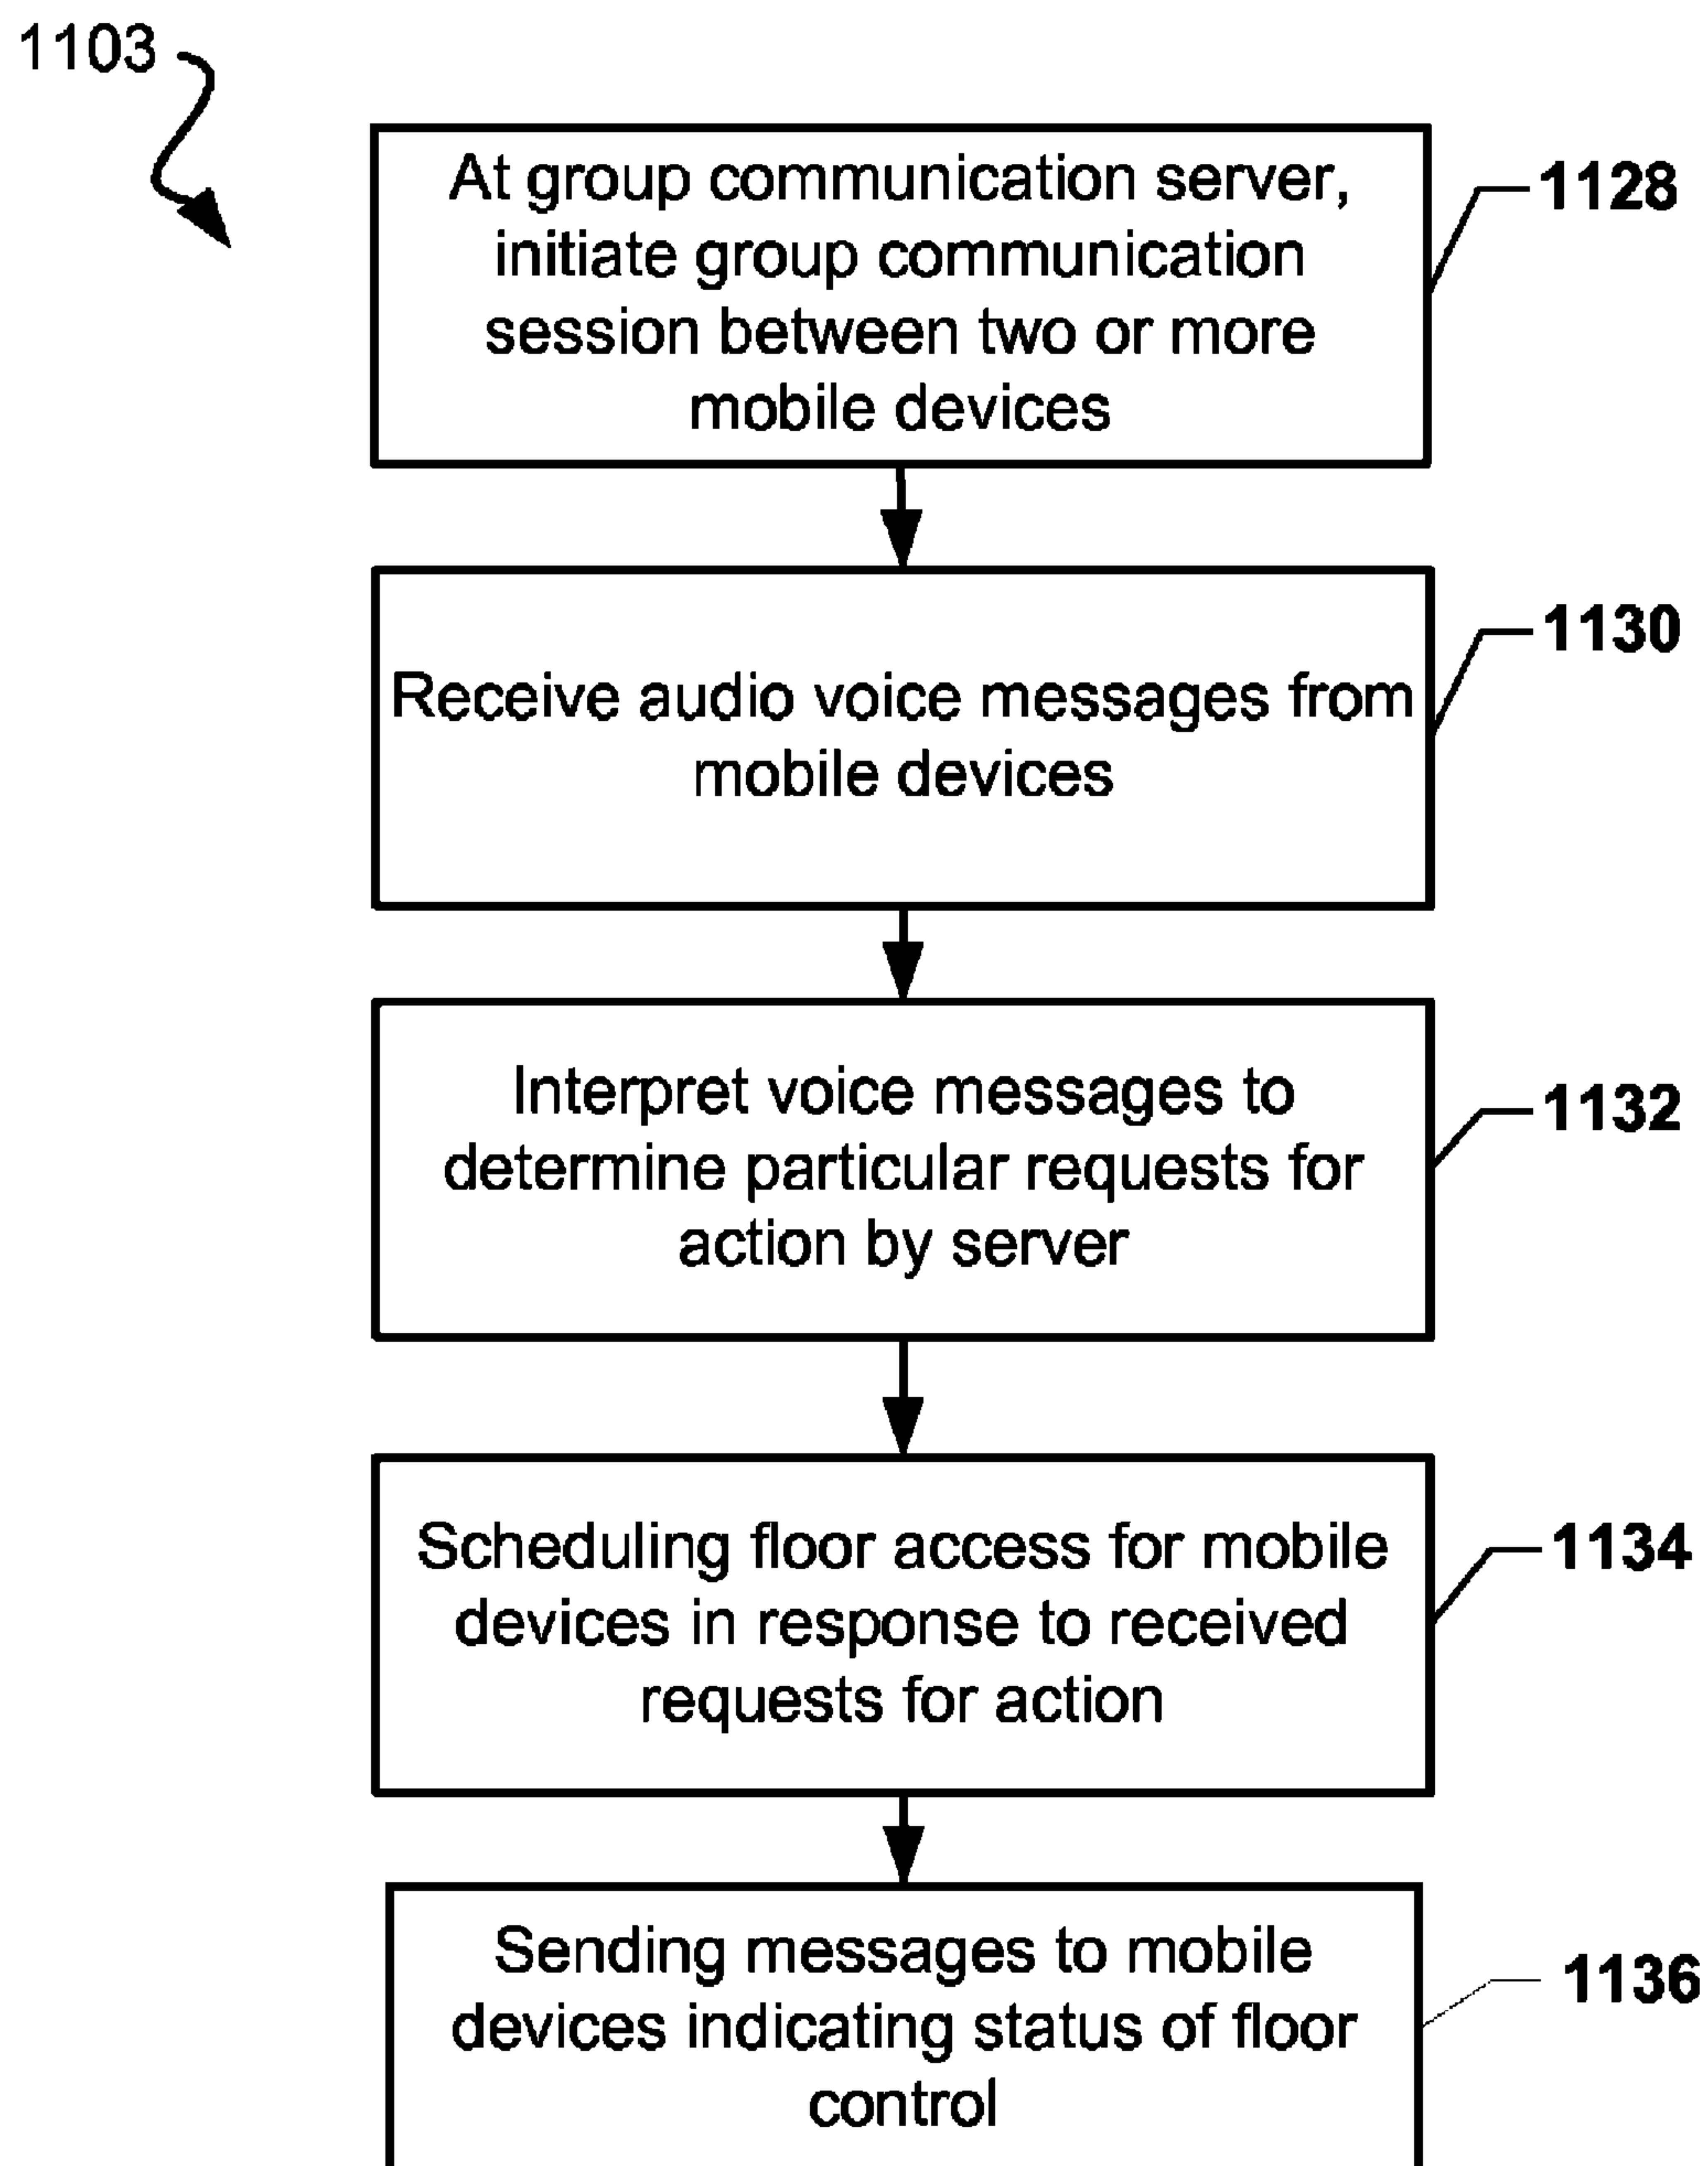 1103
At group communication server,
initiate group communication
session between two or more
mobile devices
1128
Receive audio voice messages from
mobile devices
1130
Interpret voice messages to
determine particular requests for
action by server
1132
Scheduling floor access for mobile
devices in response to received
requests for action
1134
Sending messages to mobile
devices indicating status of floor
control
1136